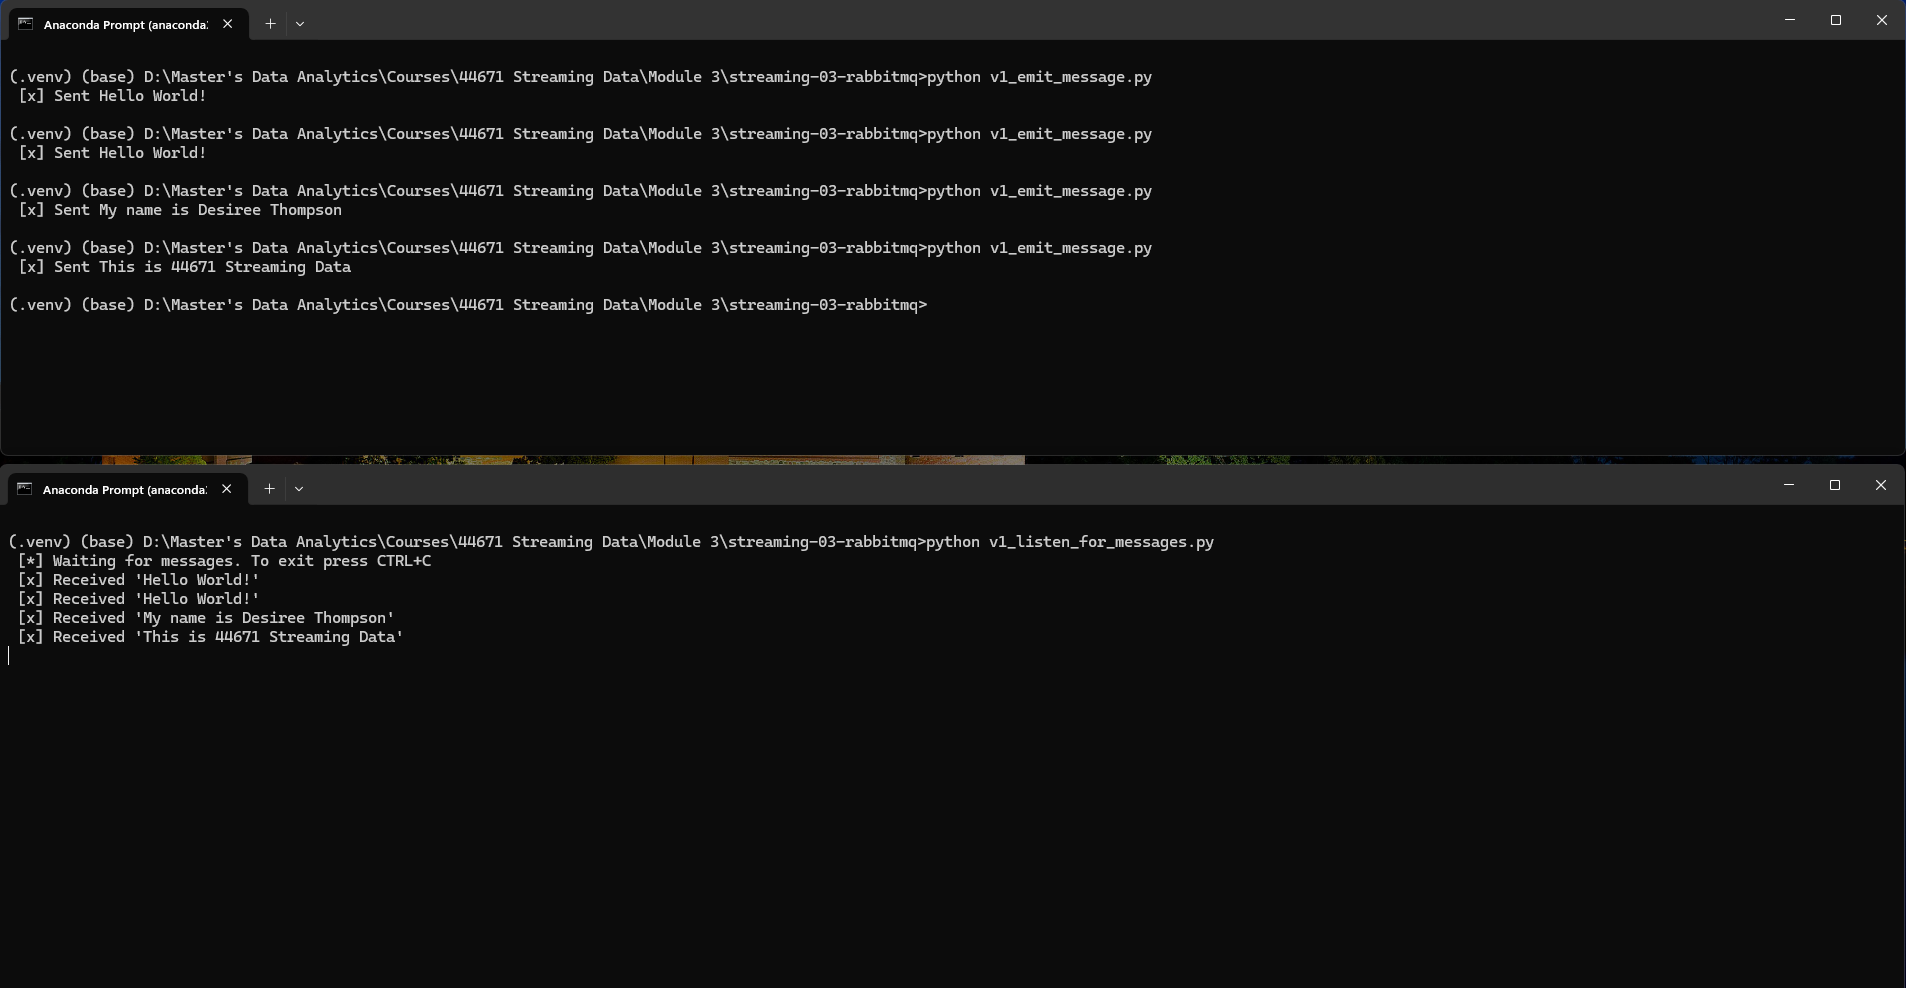 Anaconda Prompt (anaconda:
(.venv) (base) D:\Master's Data Analytics\Courses\44671 Streaming Data\Module 3\streaming-03-rabbitmq>python v1_emit_message.py
[x] Sent Hello World!
(.venv) (base) D:\Master's Data Analytics\Courses\44671 Streaming Data\Module 3\streaming-03-rabbitmq>python v1_emit_message.py
[x] Sent Hello World!
(.venv) (base) D:\Master's Data Analytics\Courses\44671 Streaming Data\Module 3\streaming-03-rabbitmq>python v1_emit_message.py
[x] Sent My name is Desiree Thompson
(.venv) (base) D:\Master's Data Analytics\Courses\44671 Streaming Data\Module 3\streaming-03-rabbitmq>python v1_emit_message.py
[x] Sent This is 44671 Streaming Data
(.venv) (base) D:\Master's Data Analytics\Courses\44671 Streaming Data\Module 3\streaming-03-rabbitmq>
Anaconda Prompt (anaconda:
(.venv) (base) D:\Master's Data Analytics\Courses\44671 Streaming Data\Module 3\streaming-03-rabbitmq>python v1_listen_for_messages.py
[*] Waiting for messages. To exit press CTRL+C
[x] Received 'Hello World!'
[x] Received 'Hello World!'
[x] Received 'My name is Desiree Thompson'
[x] Received 'This is 44671 Streaming Data'